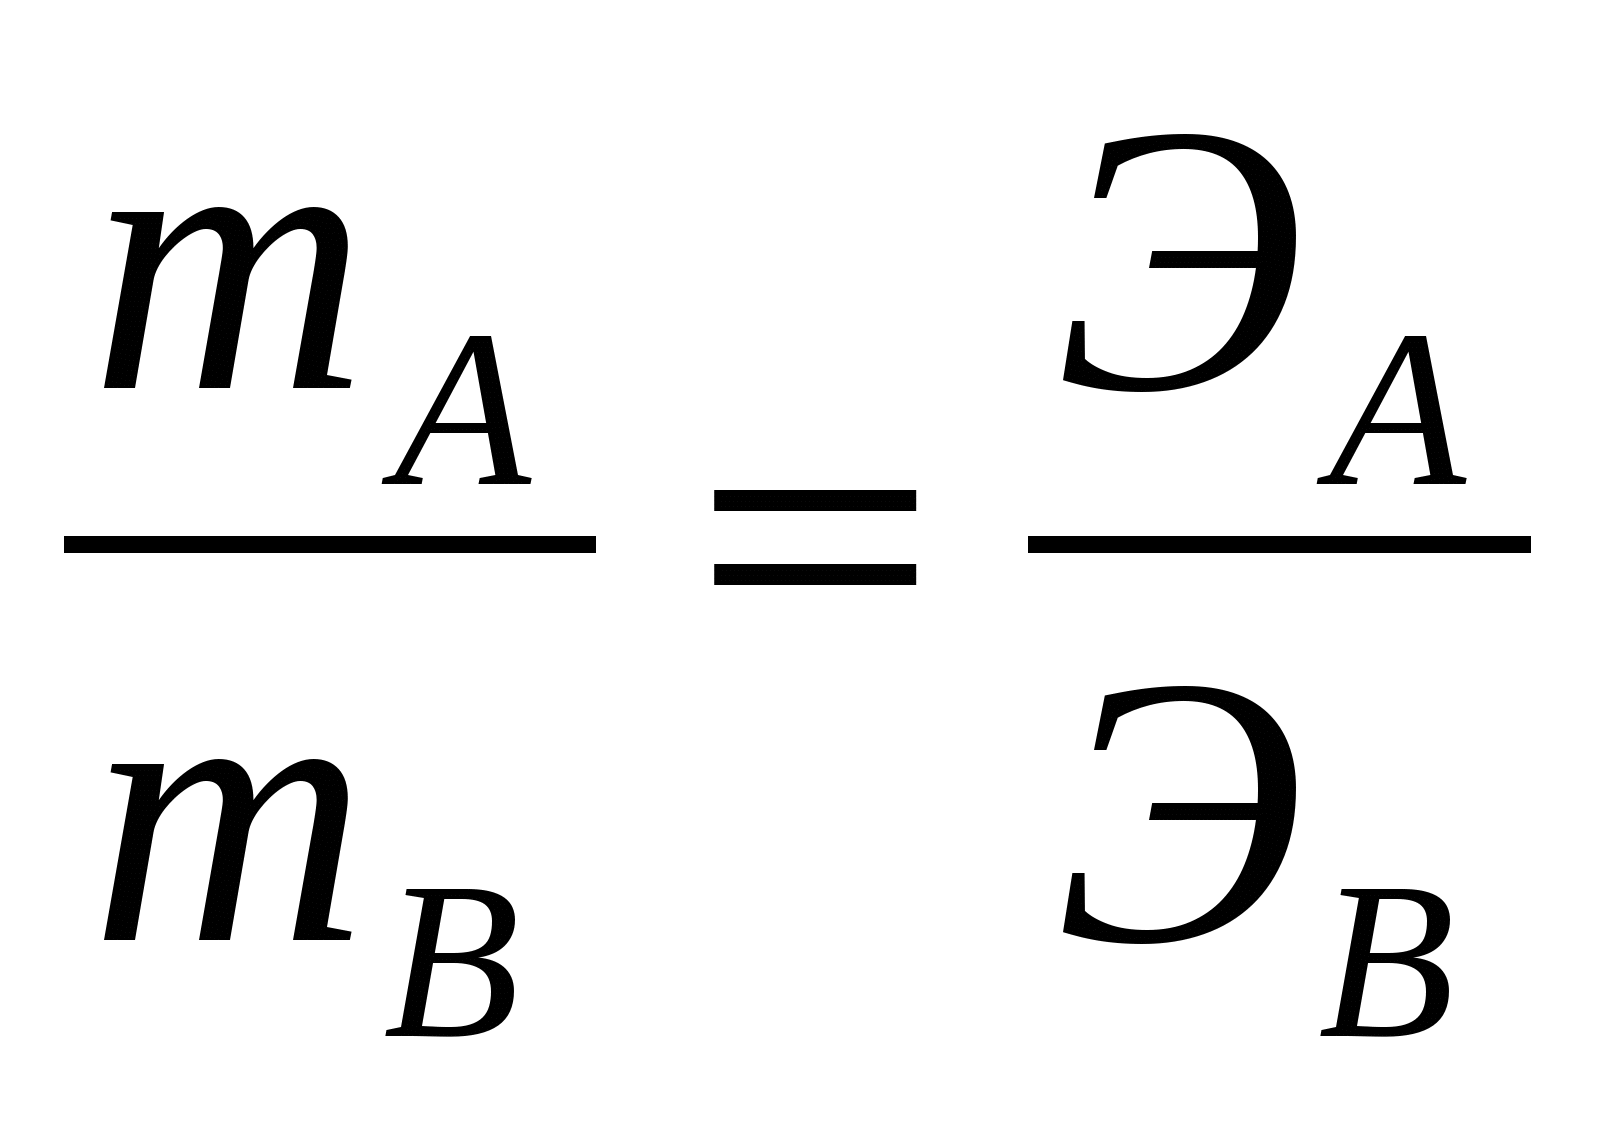 m_A / m_B = Э_A / Э_B